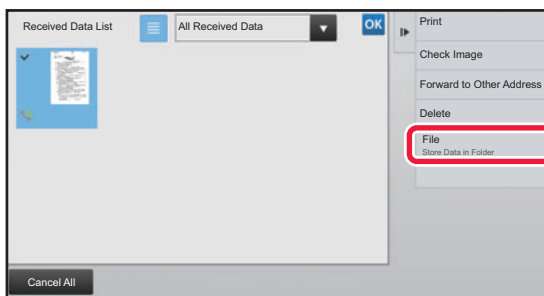 Received Data List
All Received Data
OK
Print
Check Image
Forward to Other Address
Delete
File
Store Data in Folder
Cancel All